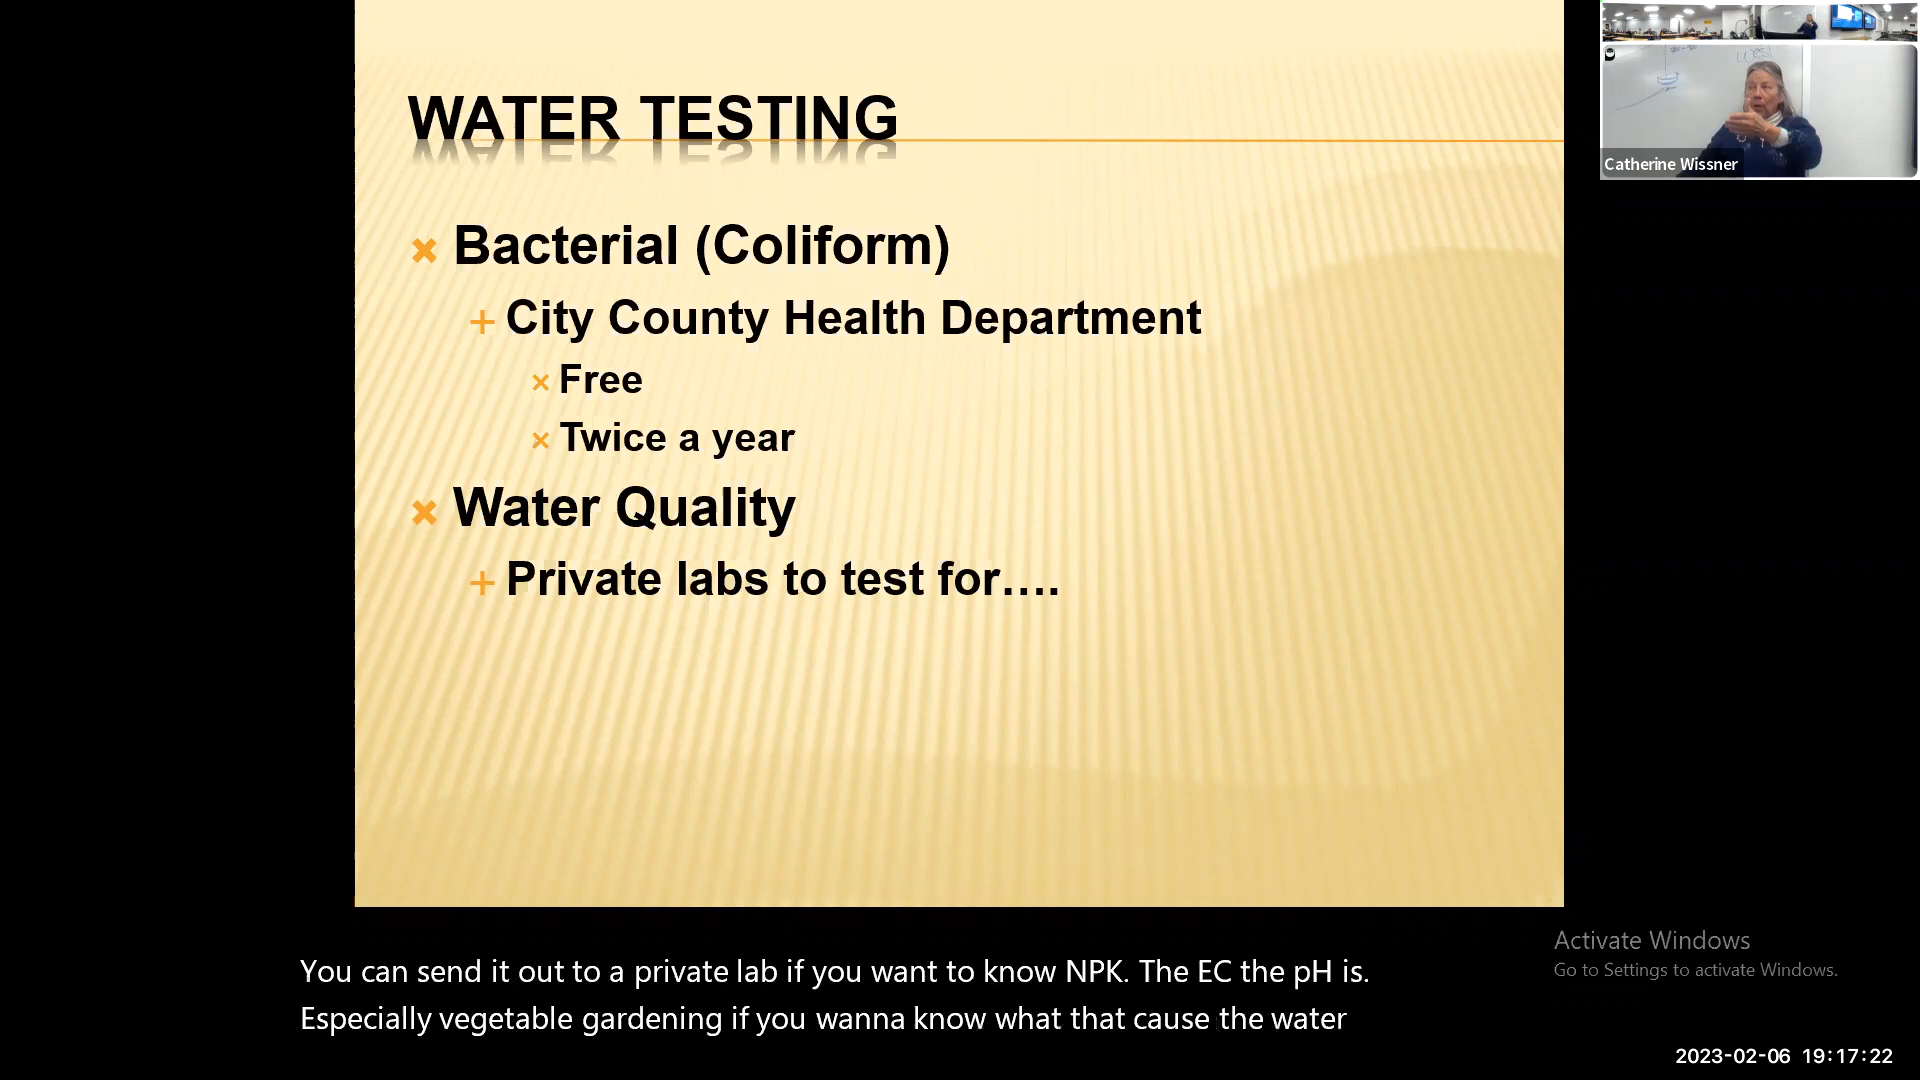 WATER TESTING
Bacterial (Coliform)
City County Health Department
Free
Twice a year
Water Quality
Private labs to test for....
Catherine Wissner
You can send it out to a private lab if you want to know NPK. The EC the pH is.
Especially vegetable gardening if you wanna know what that cause the water
Activate Windows
Go to Settings to activate Windows.
2023-02-06 19:17:22